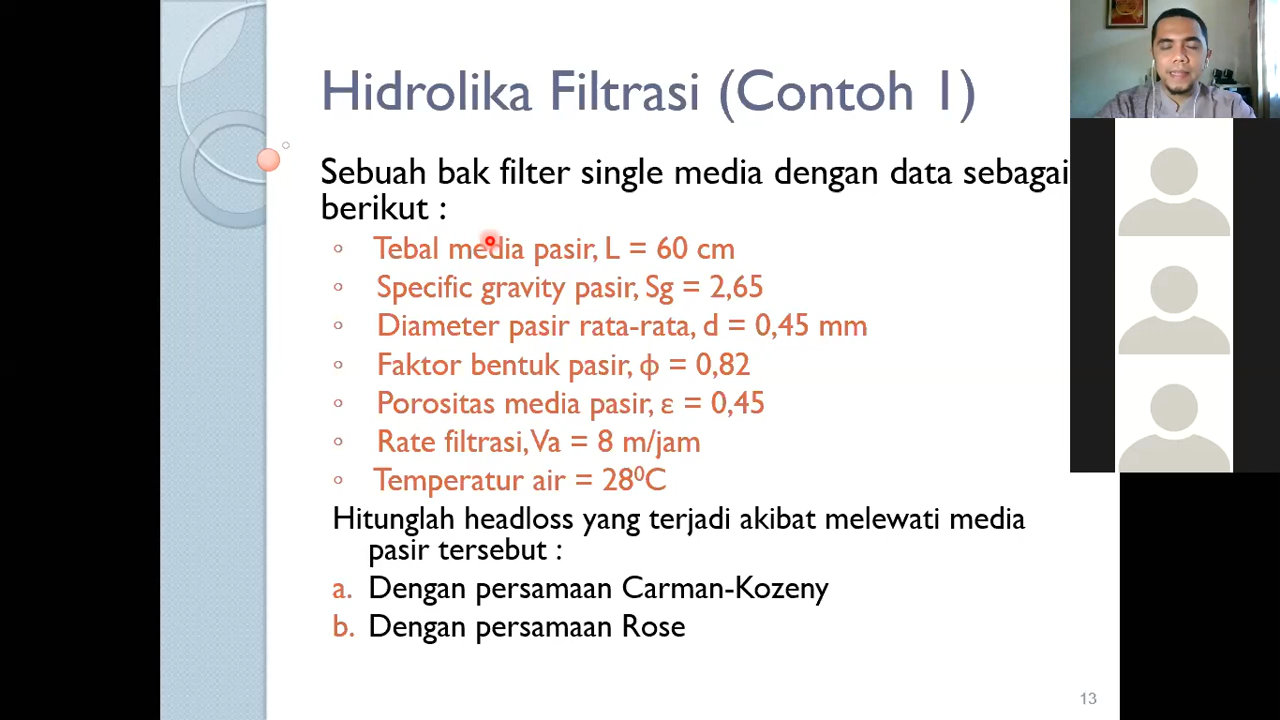 Hidrolika Filtrasi (Contoh 1)
Sebuah bak filter single media dengan data sebagai
berikut :
◦ Tebal media pasir, L = 60 cm
◦ Specific gravity pasir, Sg = 2,65
◦ Diameter pasir rata-rata, d = 0,45 mm
◦ Faktor bentuk pasir, ϕ = 0,82
◦ Porositas media pasir, ε = 0,45
◦ Rate filtrasi, Va = 8 m/jam
◦ Temperatur air = 28⁰C
Hitunglah headloss yang terjadi akibat melewati media
pasir tersebut :
a. Dengan persamaan Carman-Kozeny
b. Dengan persamaan Rose
13